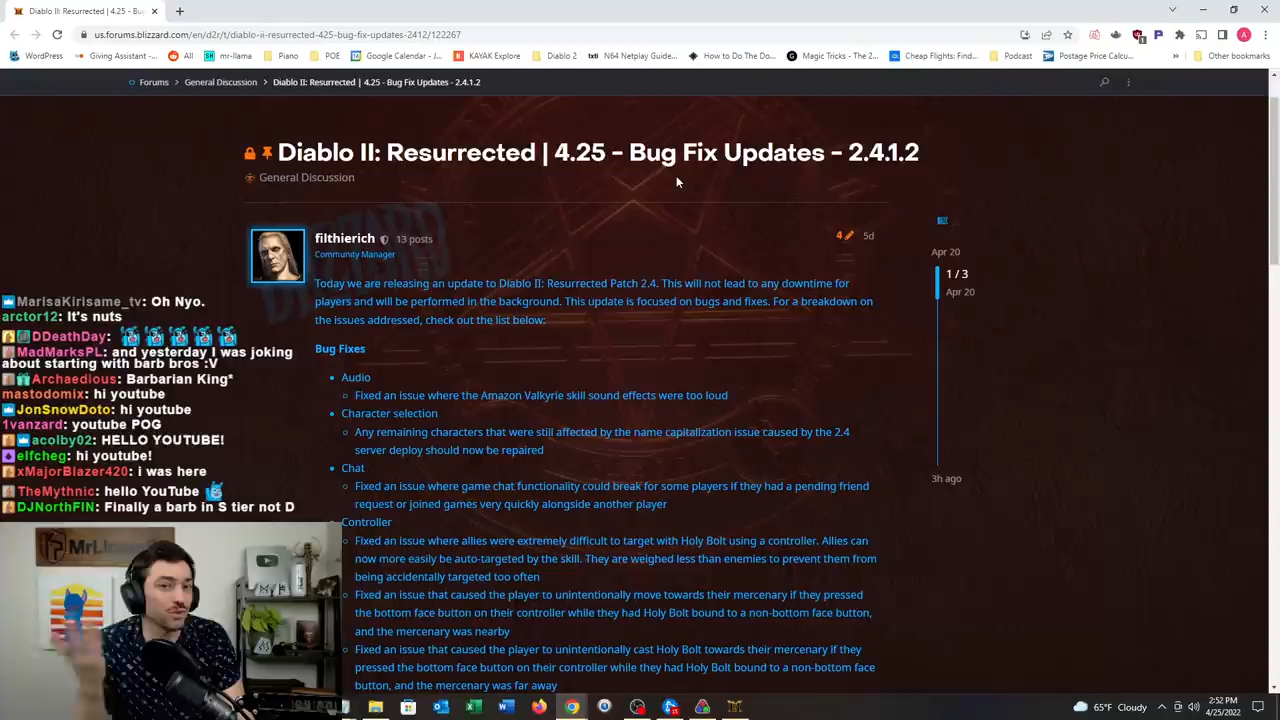 Diablo II: Resurrected | 4.25 - B
us.forums.blizzard.com/en/d2r/t/diablo-ii-resurrected-425-bug-fix-updates-2412/122267
WordPress
Giving Assistant -...
All
mr-llama
Piano
POE
Google Calendar - J...
KAYAK Explore
Diablo 2
txti
N64 Netplay Guide...
How to Do The Do...
Magic Tricks - The 2...
Cheap Flights - Find...
Podcast
Postage Price Calcu...
Other bookmarks
Forums > General Discussion > Diablo II: Resurrected | 4.25 - Bug Fix Updates - 2.4.1.2
Diablo II: Resurrected | 4.25 - Bug Fix Updates - 2.4.1.2
General Discussion
filthierich 13 posts
Community Manager
4
5d
Today we are releasing an update to Diablo II: Resurrected Patch 2.4. This will not lead to any downtime for
players and will be performed in the background. This update is focused on bugs and fixes. For a breakdown on
the issues addressed, check out the list below:
Bug Fixes
• Audio
Fixed an issue where the Amazon Valkyrie skill sound effects were too loud
• Character selection
Any remaining characters that were still affected by the name capitalization issue caused by the 2.4
server deploy should now be repaired
• Chat
Fixed an issue where game chat functionality could break for some players if they had a pending friend
request or joined games very quickly alongside another player
Controller
Fixed an issue where allies were extremely difficult to target with Holy Bolt using a controller. Allies can
now more easily be auto-targeted by the skill. They are weighed less than enemies to prevent them from
being accidentally targeted too often
Fixed an issue that caused the player to unintentionally move towards their mercenary if they pressed
the bottom face button on their controller while they had Holy Bolt bound to a non-bottom face button,
and the mercenary was nearby
Fixed an issue that caused the player to unintentionally cast Holy Bolt towards their mercenary if they
pressed the bottom face button on their controller while they had Holy Bolt bound to a non-bottom face
button, and the mercenary was far away
Apr 20
1 / 3
Apr 20
3h ago
MarisaKirisame_tv: Oh Nyo.
arctor12: It's nuts
DDeathDay:
MadMarksPL: and yesterday I was joking
about starting with barb bros :V
Archaedious: Barbarian King*
mastodomix: hi youtube
JonSnowDoto: hi youtube
1vanzard: youtube POG
acolby02: HELLO YOUTUBE!
elfcheg: hi youtube!
xMajorBlazer420: i was here
TheMythnic: hello YouTube
DJNorthFIN: Finally a barb in S tier not D
65°F Cloudy
2:52 PM
4/25/2022